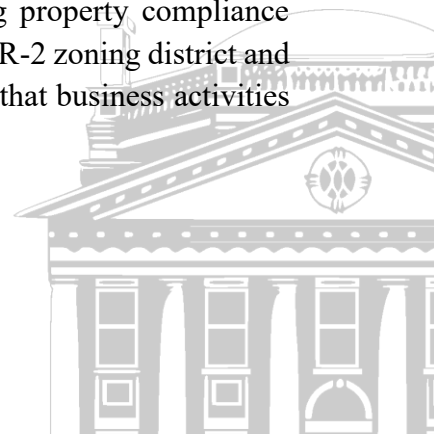 property compliance
R-2 zoning district and
that business activities